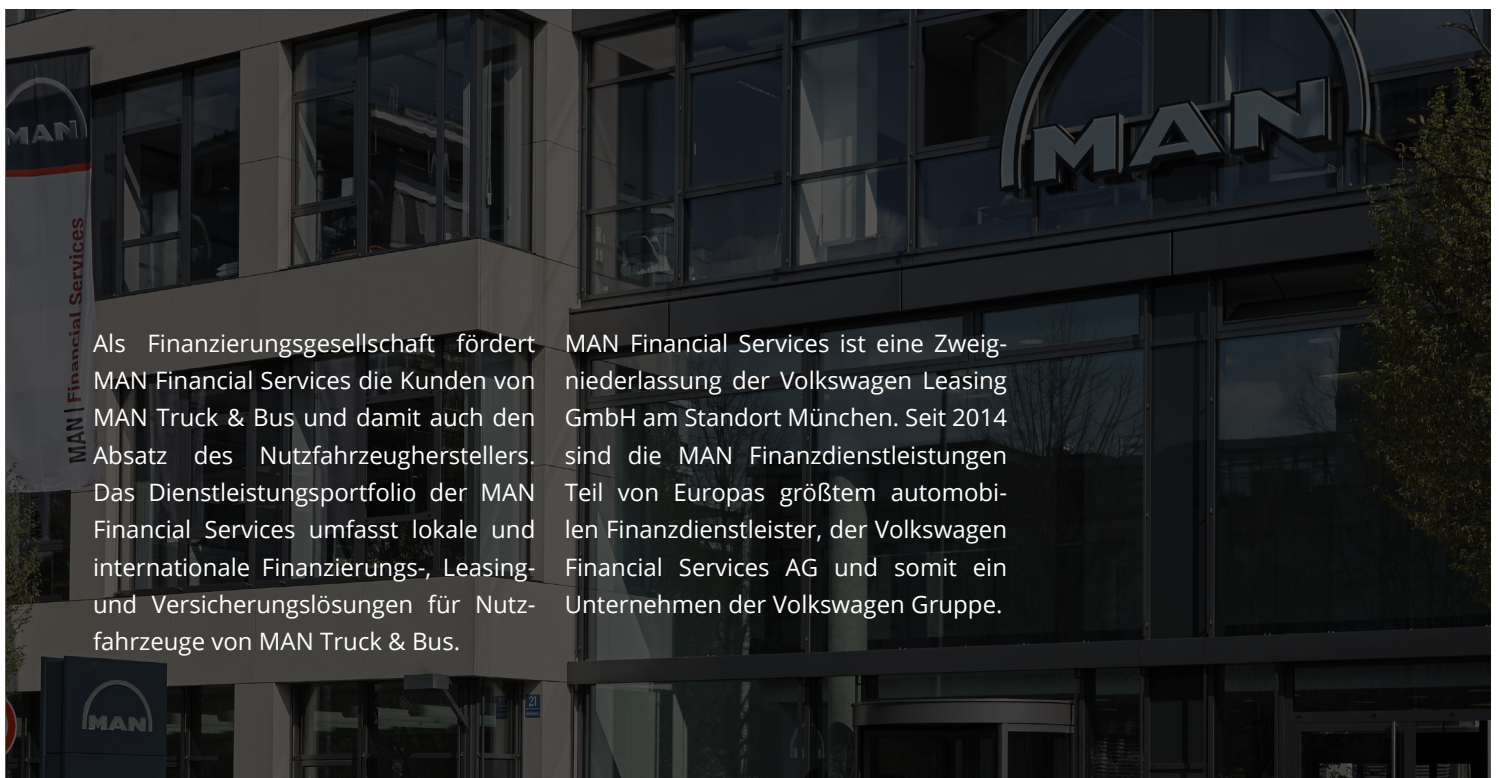 MAN
MAN
MAN | Financial Services
Als Finanzierungsgesellschaft fördert
MAN Financial Services die Kunden von
MAN Truck & Bus und damit auch den
Absatz des Nutzfahrzeugherstellers.
Das Dienstleistungsportfolio der MAN
Financial Services umfasst lokale und
internationale Finanzierungs-, Leasing-
und Versicherungslösungen für Nutz-
fahrzeuge von MAN Truck & Bus.
MAN Financial Services ist eine Zweig-
niederlassung der Volkswagen Leasing
GmbH am Standort München. Seit 2014
sind die MAN Finanzdienstleistungen
Teil von Europas größtem automobi-
len Finanzdienstleister, der Volkswagen
Financial Services AG und somit ein
Unternehmen der Volkswagen Gruppe.
MAN
21